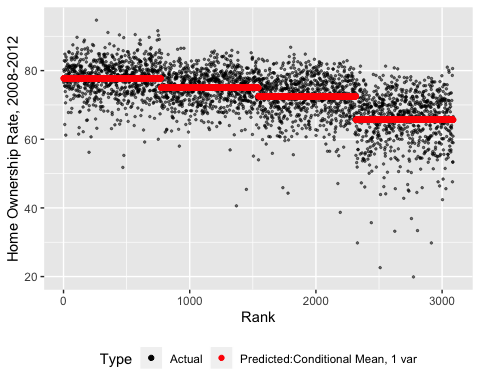 Home Ownership Rate, 2008-2012
80
60
40
20
0
1000
2000
3000
Rank
Type
Actual
Predicted:Conditional Mean, 1 var